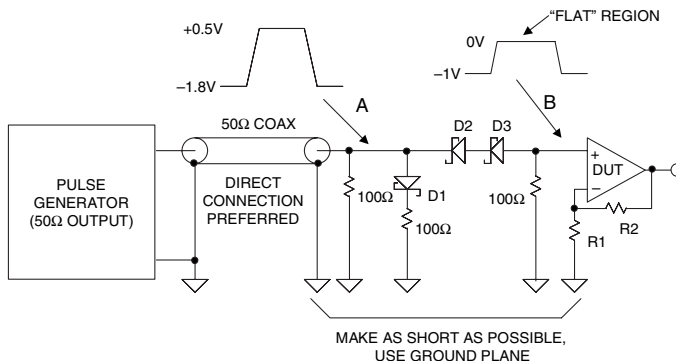 “FLAT” REGION
+0.5V
0V
–1.8V
–1V
A
B
50Ω COAX
D2
D3
PULSE
GENERATOR
(50Ω OUTPUT)
DIRECT
CONNECTION
PREFERRED
100Ω
D1
100Ω
100Ω
+
–
DUT
R1
R2
MAKE AS SHORT AS POSSIBLE,
USE GROUND PLANE